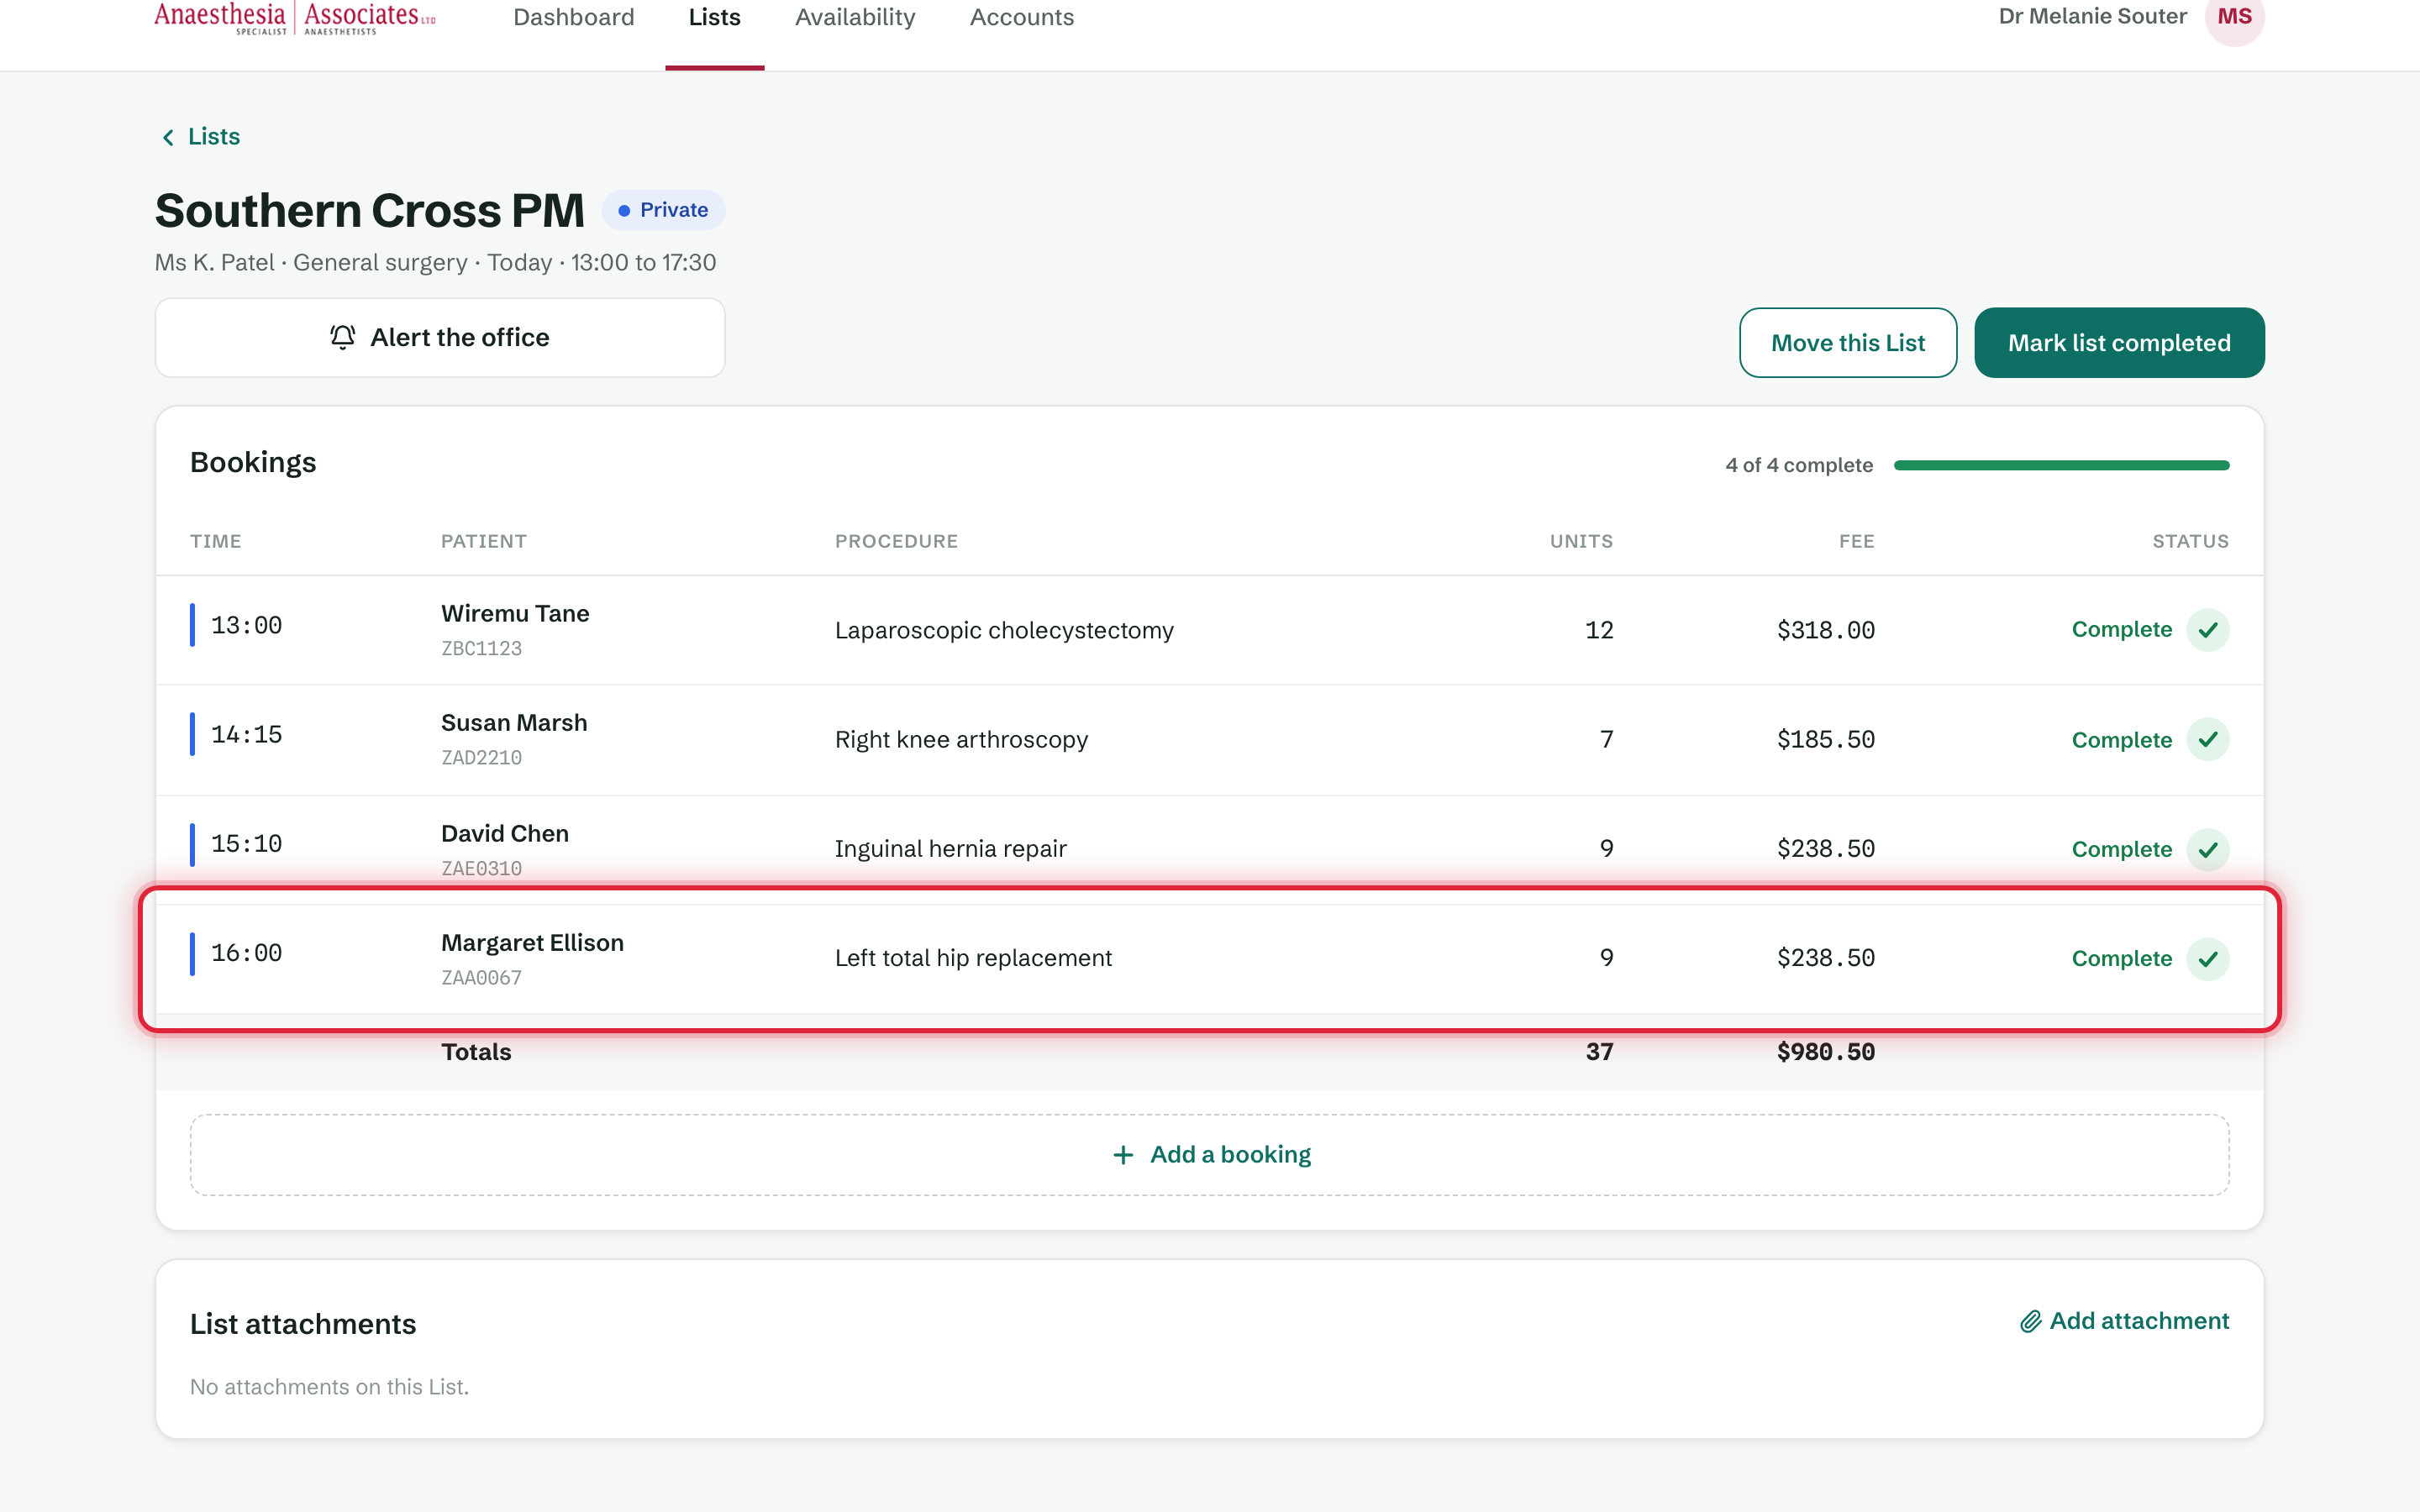 Anaesthesia Associates LTD
SPECIALIST ANAESTHETISTS
Dashboard Lists Availability Accounts
Dr Melanie Souter MS
Lists
Southern Cross PM Private
Ms K. Patel · General surgery · Today · 13:00 to 17:30
Alert the office
Move this List Mark list completed
Bookings 4 of 4 complete
TIME PATIENT PROCEDURE UNITS FEE STATUS
13:00 Wiremu Tane Laparoscopic cholecystectomy 12 $318.00 Complete
ZBC1123
14:15 Susan Marsh Right knee arthroscopy 7 $185.50 Complete
ZAD2210
15:10 David Chen Inguinal hernia repair 9 $238.50 Complete
ZAE0310
16:00 Margaret Ellison Left total hip replacement 9 $238.50 Complete
ZAA0067
Totals 37 $980.50
+ Add a booking
List attachments Add attachment
No attachments on this List.